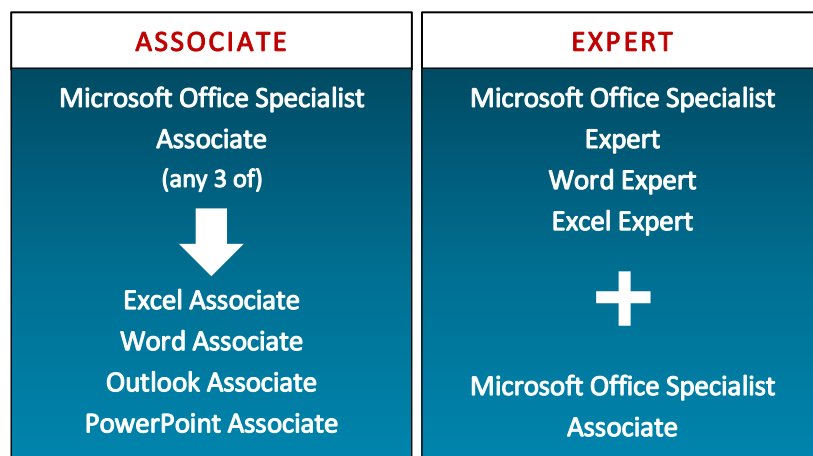 ASSOCIATE
Microsoft Office Specialist
Associate
(any 3 of)
Excel Associate
Word Associate
Outlook Associate
PowerPoint Associate
EXPERT
Microsoft Office Specialist
Expert
Word Expert
Excel Expert
+
Microsoft Office Specialist
Associate